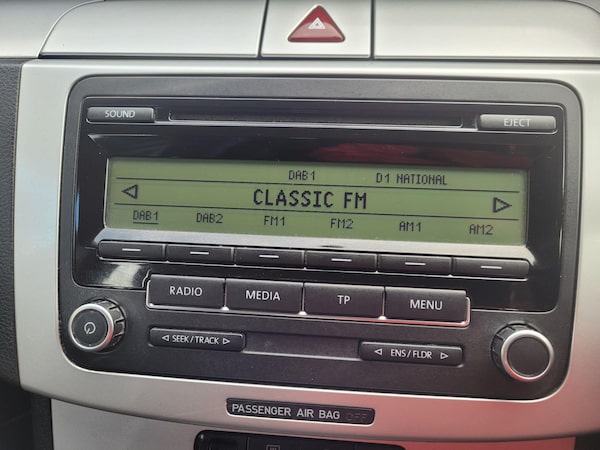 SOUND
EJECT
DAB1 D1 NATIONAL
CLASSIC FM
DAB1 DAB2 FM1 FM2 AM1 AM2
RADIO MEDIA TP MENU
SEEK/TRACK
ENS/FLDR
PASSENGER AIR BAG OFF